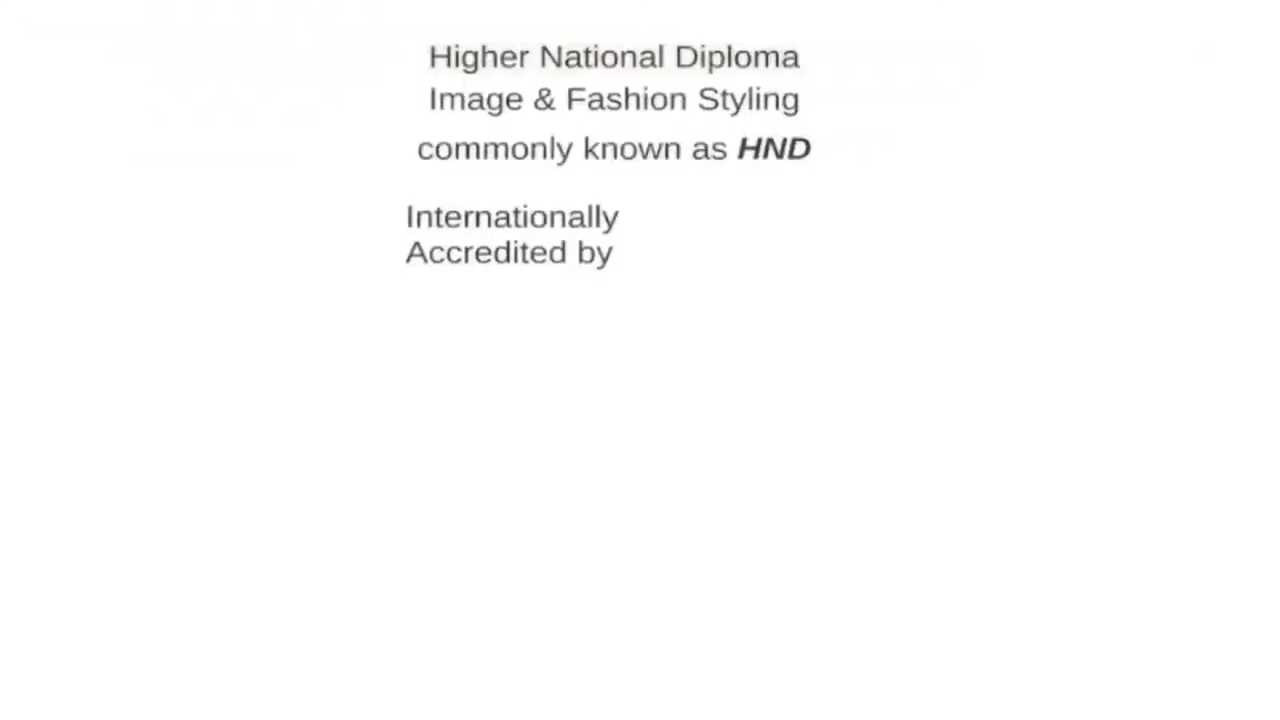 Higher National Diploma
Image & Fashion Styling
commonly known as HND
Internationally
Accredited by